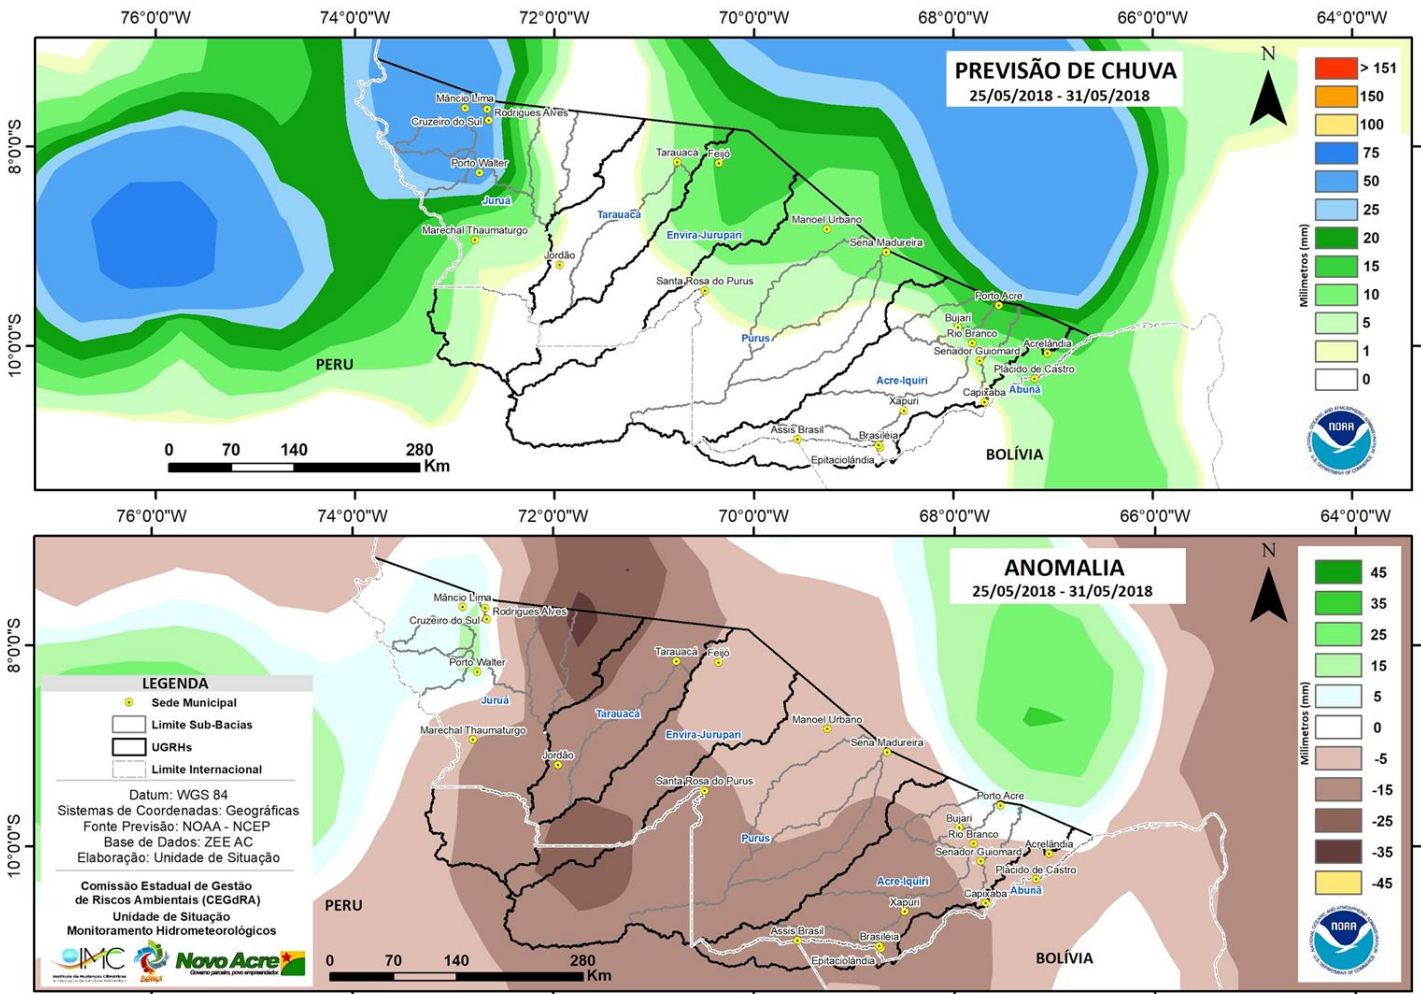 76°0'0"W 74°0'0"W 72°0'0"W 70°0'0"W 68°0'0"W 66°0'0"W 64°0'0"W
8°0'0"S
10°0'0"S
PREVISÃO DE CHUVA
25/05/2018 - 31/05/2018
N
Milímetros (mm)
> 151
150
100
75
50
25
20
15
10
5
1
0
NOAA
Mâncio Lima
Rodrigues Alves
Cruzeiro do Sul
Porto Walter
Juruá
Marechal Thaumaturgo
Jordão
Tarauacá
Feijó
Tarauacá
Envira-Jurupari
Manoel Urbano
Sena Madureira
Santa Rosa do Purus
Purus
Porto Acre
Bujari
Rio Branco
Senador Guiomard
Acrelândia
Plácido de Castro
Abunã
Acre-Iquiri
Capixaba
Xapuri
Assis Brasil
Brasiléia
Epitaciolândia
PERU
BOLÍVIA
0 70 140 280
Km
76°0'0"W 74°0'0"W 72°0'0"W 70°0'0"W 68°0'0"W 66°0'0"W 64°0'0"W
8°0'0"S
10°0'0"S
ANOMALIA
25/05/2018 - 31/05/2018
N
Milímetros (mm)
45
35
25
15
5
0
-5
-15
-25
-35
-45
NOAA
Mâncio Lima
Rodrigues Alves
Cruzeiro do Sul
Porto Walter
Juruá
Marechal Thaumaturgo
Jordão
Tarauacá
Feijó
Tarauacá
Envira-Jurupari
Manoel Urbano
Sena Madureira
Santa Rosa do Purus
Purus
Porto Acre
Bujari
Rio Branco
Senador Guiomard
Acrelândia
Plácido de Castro
Abunã
Acre-Iquiri
Capixaba
Xapuri
Assis Brasil
Brasiléia
Epitaciolândia
PERU
BOLÍVIA
0 70 140 280
Km
LEGENDA
Sede Municipal
Limite Sub-Bacias
UGRHs
Limite Internacional
Datum: WGS 84
Sistemas de Coordenadas: Geográficas
Fonte Previsão: NOAA - NCEP
Base de Dados: ZEE AC
Elaboração: Unidade de Situação
Comissão Estadual de Gestão
de Riscos Ambientais (CEGdRA)
Unidade de Situação
Monitoramento Hidrometeorológicos
IMC
Novo Acre
Governo parceiro, povo empreendedor